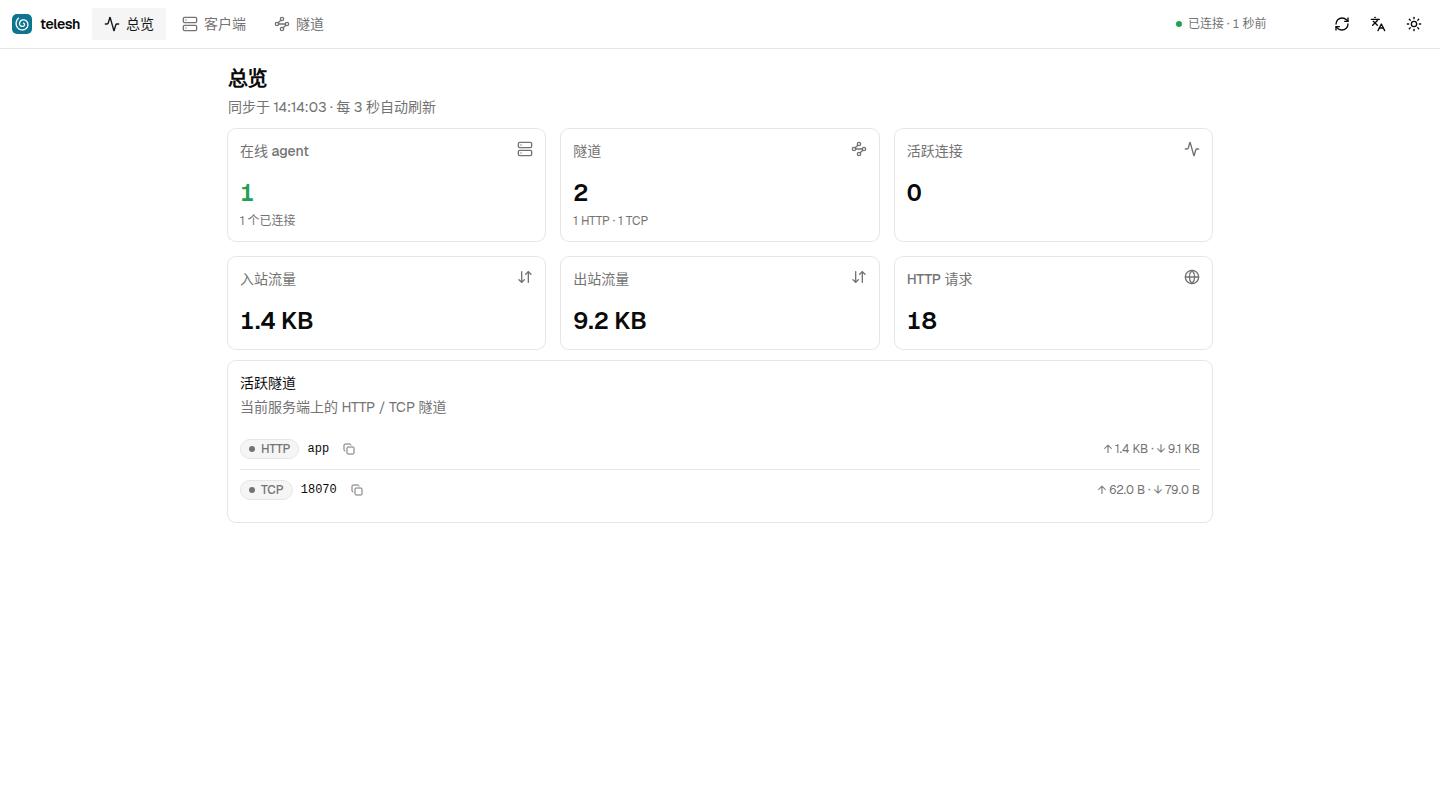 telesh 总览 客户端 隧道 已连接 · 1 秒前
总览
同步于 14:14:03 · 每 3 秒自动刷新
在线 agent
1
1 个已连接
隧道
2
1 HTTP · 1 TCP
活跃连接
0
入站流量
1.4 KB
出站流量
9.2 KB
HTTP 请求
18
活跃隧道
当前服务端上的 HTTP / TCP 隧道
HTTP app ↑ 1.4 KB · ↓ 9.1 KB
TCP 18070 ↑ 62.0 B · ↓ 79.0 B